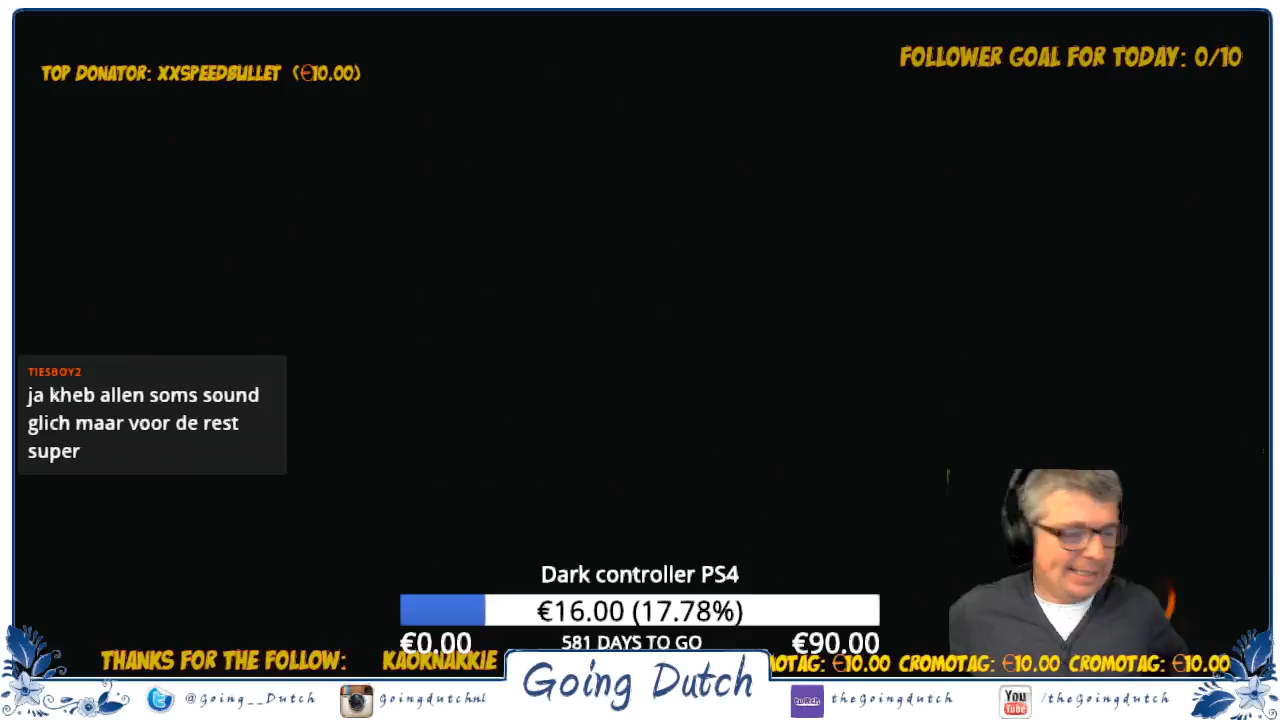 TOP DONATOR: XXSPEEDBULLET (€10.00)
FOLLOWER GOAL FOR TODAY: 0/10
TIESBOY2
ja kheb allen soms sound
glich maar voor de rest
super
Dark controller PS4
€16.00 (17.78%)
€0.00 581 DAYS TO GO €90.00
THANKS FOR THE FOLLOW: KAOKNAKKIE
MOTAG: €10.00 CROMOTAG: €10.00 CROMOTAG: €10.00
Going Dutch
@Going__Dutch
Goingdutchnl
twitch
theGoingdutch
You
Tube
/theGoingdutch